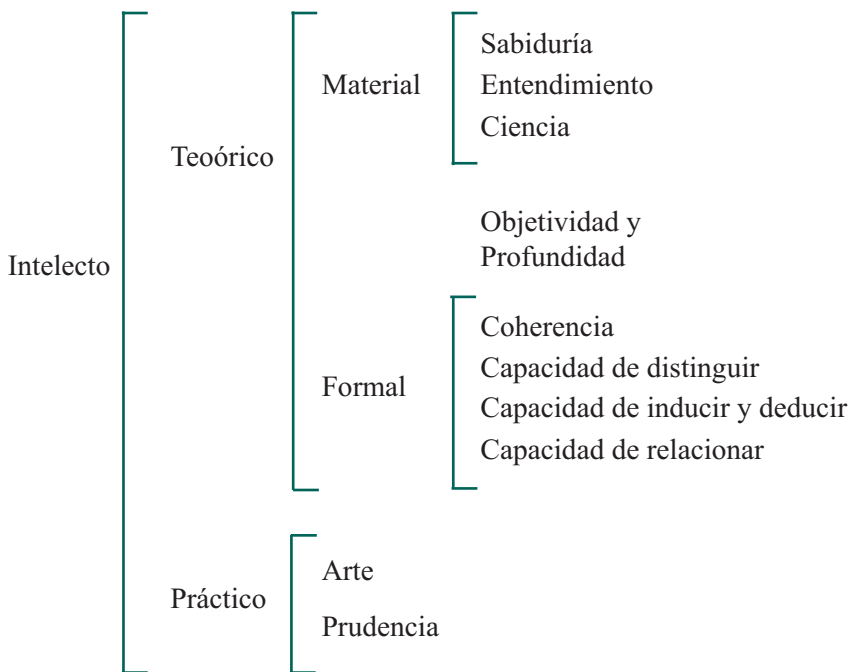 Sabiduría
Material
Entendimiento
Ciencia
Teoórico
Objetividad y
Profundidad
Intelecto
Coherencia
Capacidad de distinguir
Formal
Capacidad de inducir y deducir
Capacidad de relacionar
Arte
Práctico
Prudencia